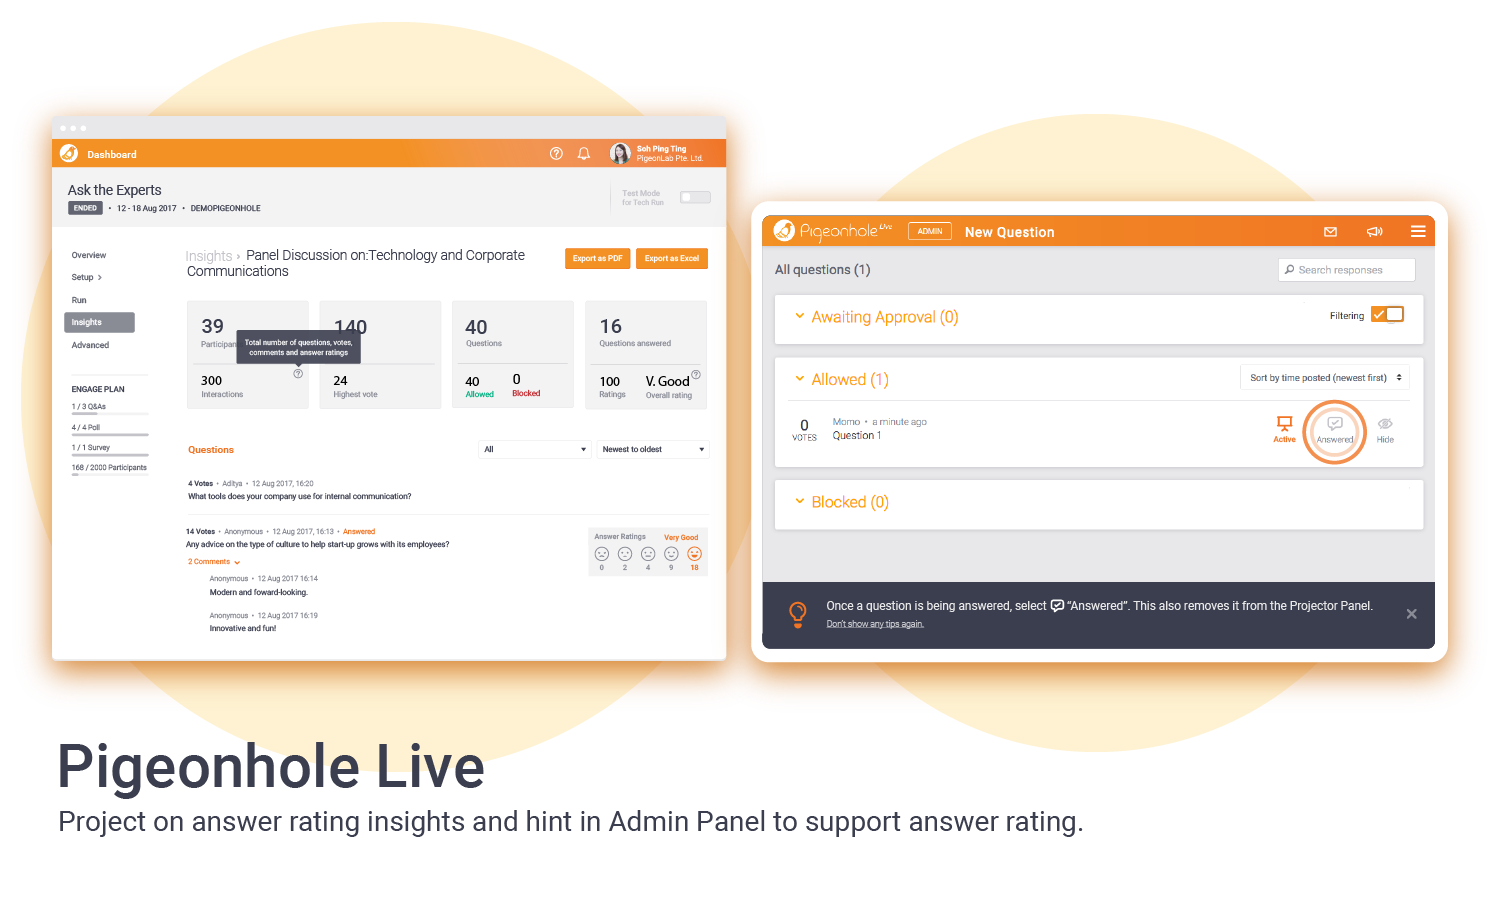 Dashboard
Soh Ping Ting
PigeonLab Pte. Ltd.
Ask the Experts
ENDED • 12 - 18 Aug 2017 • DEMOPIGEONHOLE
Test Mode
for Tech Run
Overview
Setup >
Run
Insights
Advanced
ENGAGE PLAN
1 / 3 Q&As
4 / 4 Poll
1 / 1 Survey
168 / 2000 Participants
Insights › Panel Discussion on:Technology and Corporate
Communications
Export as PDF
Export as Excel
39
Participan
300
Interactions
Total number of questions, votes,
comments and answer ratings
140
24
Highest vote
40
Questions
40
Allowed
0
Blocked
16
Questions answered
100
Ratings
V. Good
Overall rating
Questions
All
Newest to oldest
4 Votes • Aditya • 12 Aug 2017, 16:20
What tools does your company use for internal communication?
14 Votes • Anonymous • 12 Aug 2017, 16:13 • Answered
Any advice on the type of culture to help start-up grows with its employees?
2 Comments
Anonymous • 12 Aug 2017 16:14
Modern and foward-looking.
Anonymous • 12 Aug 2017 16:19
Innovative and fun!
Answer Ratings Very Good
0 2 4 9 18
Pigeonhole Live ADMIN New Question
All questions (1)
Search responses
Awaiting Approval (0)
Filtering
Allowed (1)
Sort by time posted (newest first)
0
VOTES
Momo • a minute ago
Question 1
Active
Answered
Hide
Blocked (0)
Once a question is being answered, select "Answered". This also removes it from the Projector Panel.
Don't show any tips again.
Pigeonhole Live
Project on answer rating insights and hint in Admin Panel to support answer rating.